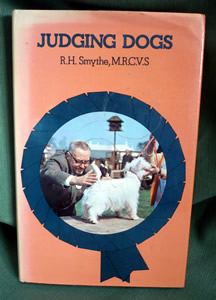 JUDGING DOGS
R.H. Smythe, M.R.C.V.S